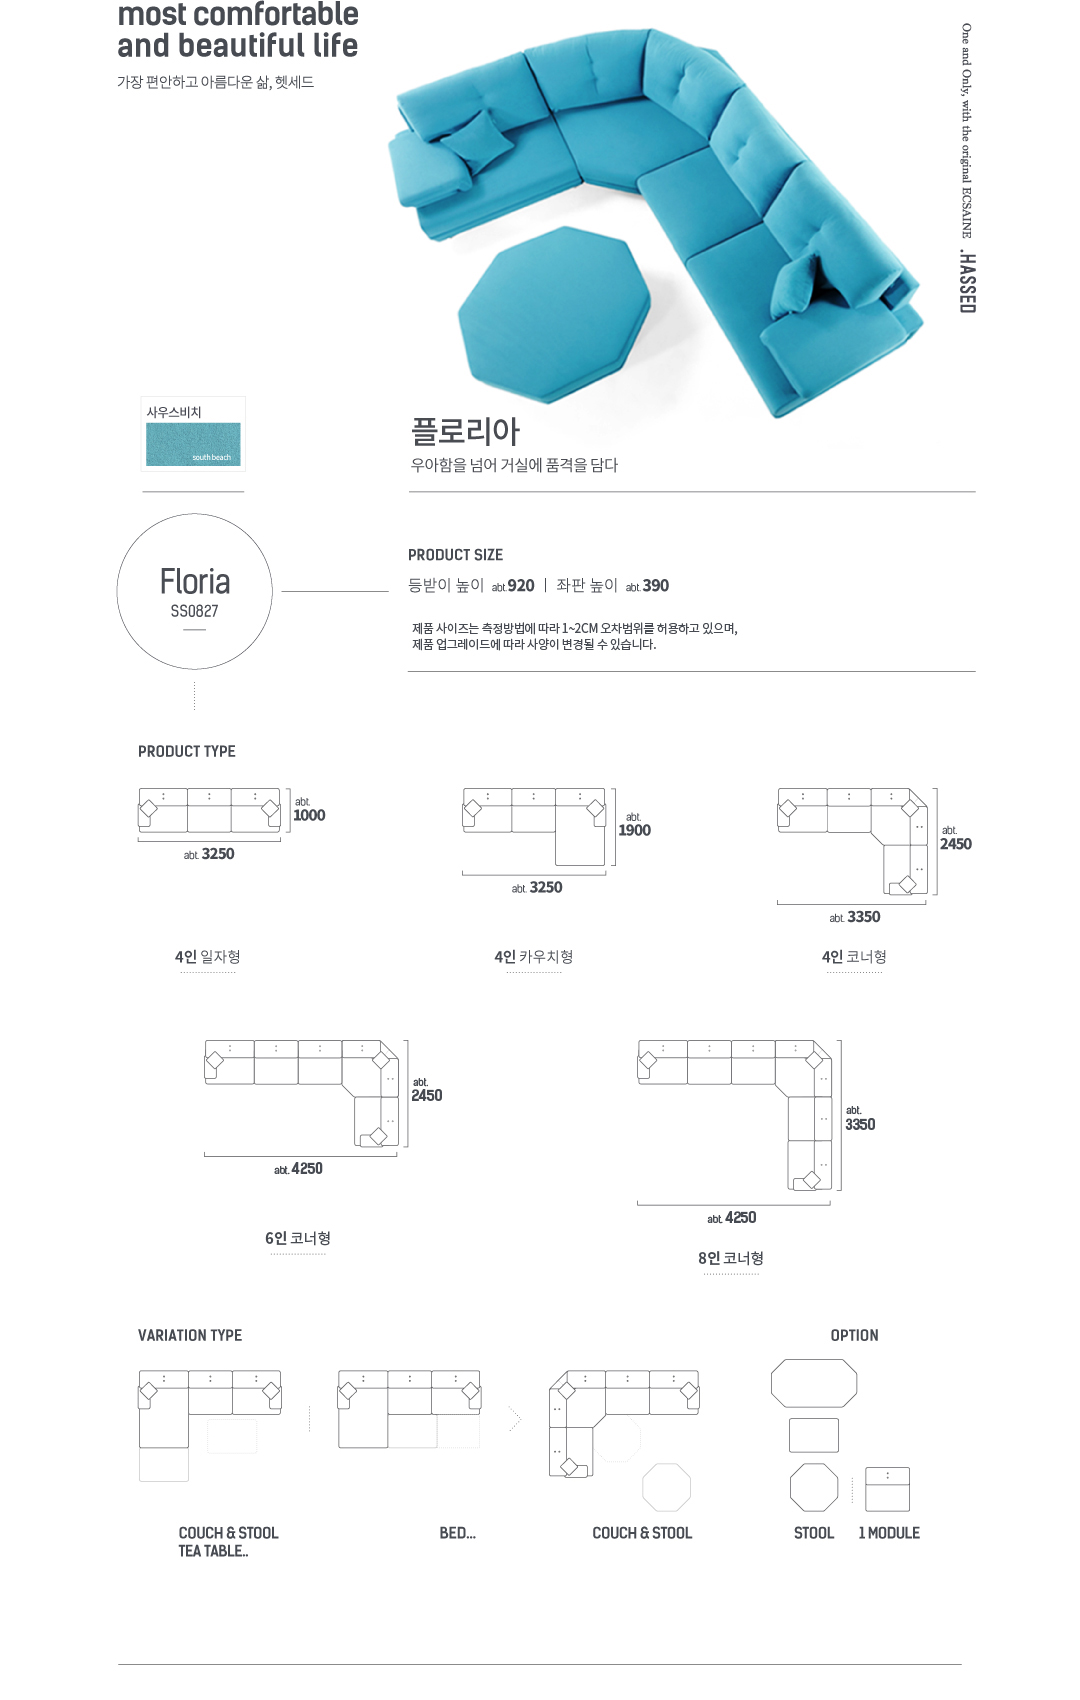 most comfortable
and beautiful life
가장 편안하고 아름다운 삶, 헷세드
One and Only, with the original ECSAINE .HASSED
사우스비치
south beach
플로리아
우아함을 넘어 거실에 품격을 담다
Floria
SS0827
PRODUCT SIZE
등받이 높이 abt.920 | 좌판 높이 abt.390
제품 사이즈는 측정방법에 따라 1~2CM 오차범위를 허용하고 있으며,
제품 업그레이드에 따라 사양이 변경될 수 있습니다.
PRODUCT TYPE
abt.
1000
abt. 3250
4인 일자형
abt.
1900
abt. 3250
4인 카우치형
abt.
2450
abt. 3350
4인 코너형
abt.
2450
abt. 4250
6인 코너형
abt.
3350
abt. 4250
8인 코너형
VARIATION TYPE
OPTION
COUCH & STOOL
TEA TABLE..
BED...
COUCH & STOOL
STOOL
1 MODULE